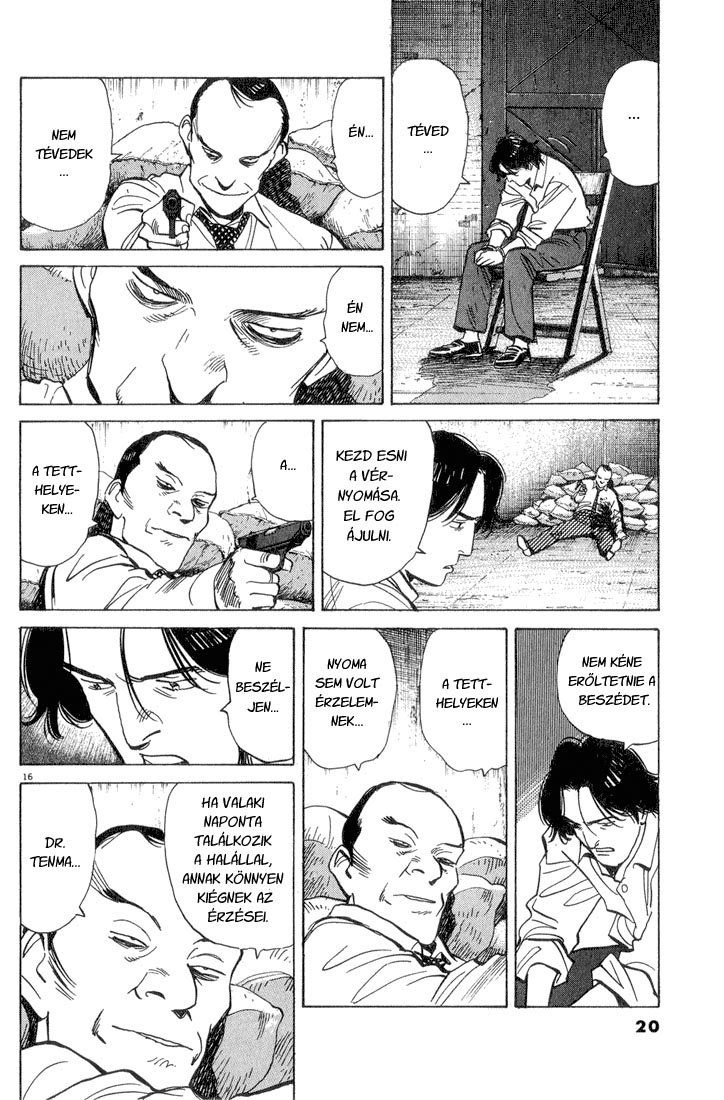 ...
TÉVED
...
ÉN...
NEM
TÉVEDEK
...
ÉN
NEM...
KEZD ESNI
A VÉR-
NYOMÁSA.
EL FOG
ÁJULNI.
A...
A TETT-
HELYE-
KEN...
NEM KÉNE
ERŐLTETNIE A
BESZÉDET.
A TETT-
HELYEKEN
...
NYOMA
SEM VOLT
ÉRZELEM-
NEK...
NE
BESZÉL-
JEN...
16
HA VALAKI
NAPONTA
TALÁLKOZIK
A HALÁLLAL,
ANNAK KÖNNYEN
KIÉGNEK AZ
ÉRZÉSEI.
DR.
TENMA...
20